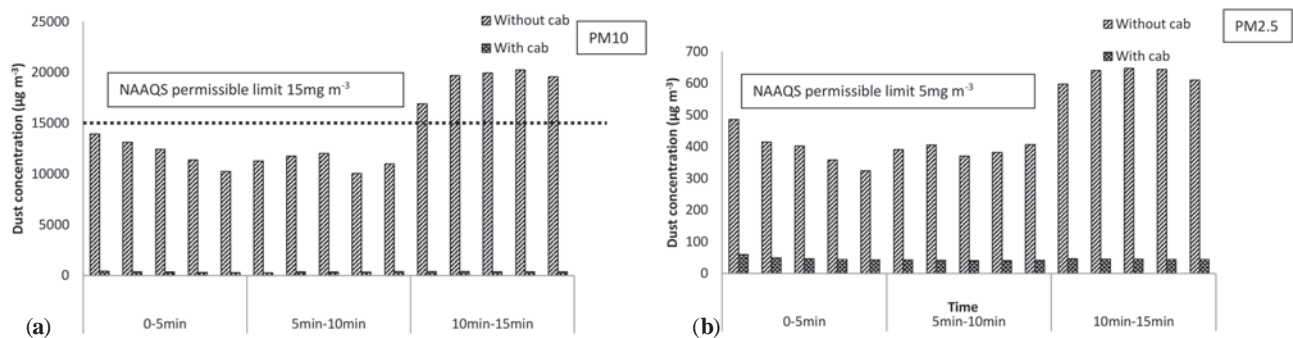 25000
20000
15000
10000
5000
0
Dust concentration (µg m⁻³)
Without cab
With cab
PM10
NAAQS permissible limit 15mg m⁻³
0-5min
5min-10min
10min-15min
(a)
700
600
500
400
300
200
100
0
Dust concentration (µg m⁻³)
Without cab
With cab
PM2.5
NAAQS permissible limit 5mg m⁻³
Time
0-5min
5min-10min
10min-15min
(b)